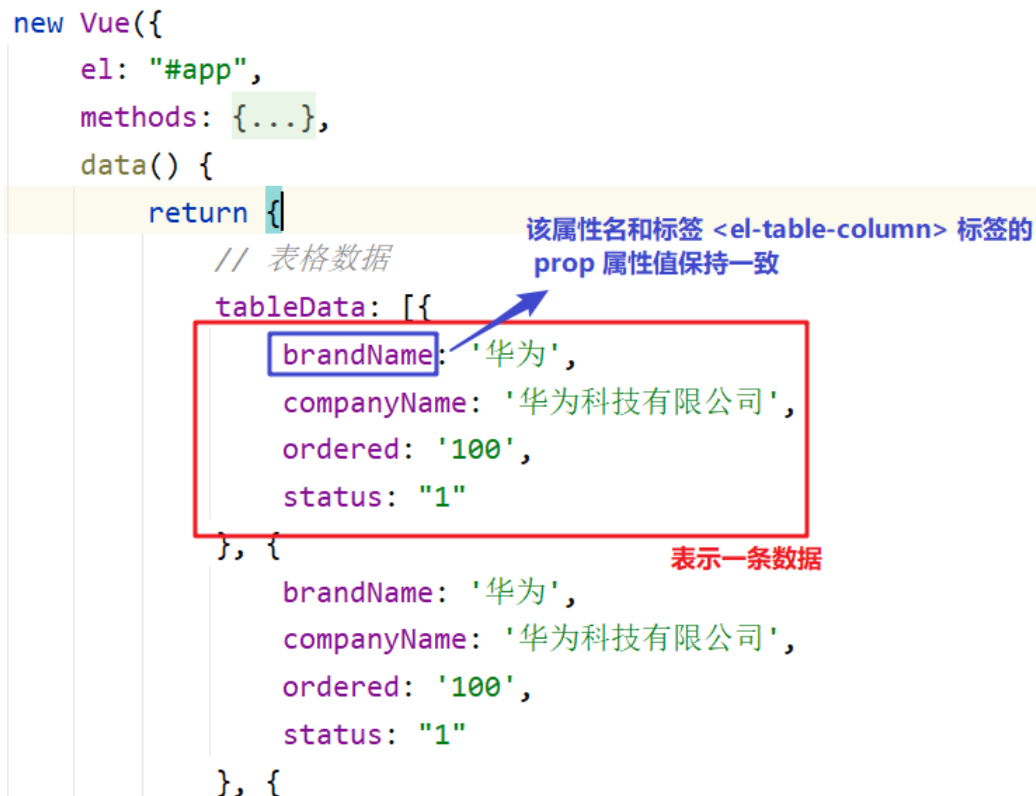 new Vue({
el: "#app",
methods: {...},
data() {
return {
该属性名和标签 <el-table-column> 标签的
prop 属性值保持一致
// 表格数据
tableData: [{
brandName: '华为',
companyName: '华为科技有限公司',
ordered: '100',
status: "1"
}, {
表示一条数据
brandName: '华为',
companyName: '华为科技有限公司',
ordered: '100',
status: "1"
}, {